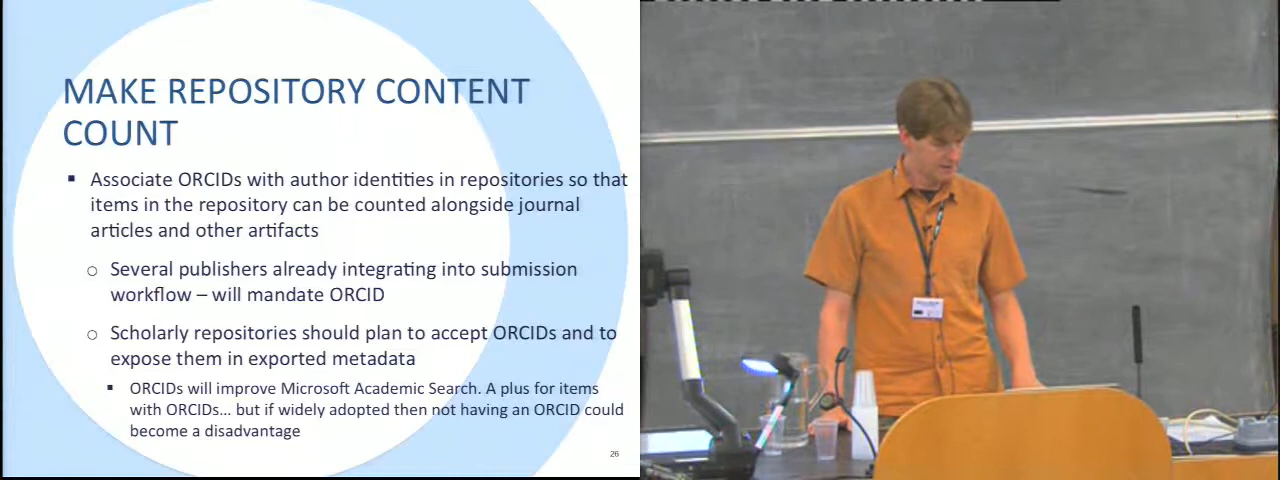 MAKE REPOSITORY CONTENT
COUNT
▪ Associate ORCIDs with author identities in repositories so that
items in the repository can be counted alongside journal
articles and other artifacts
○ Several publishers already integrating into submission
workflow – will mandate ORCID
○ Scholarly repositories should plan to accept ORCIDs and to
expose them in exported metadata
▪ ORCIDs will improve Microsoft Academic Search. A plus for items
with ORCIDs... but if widely adopted then not having an ORCID could
become a disadvantage
26